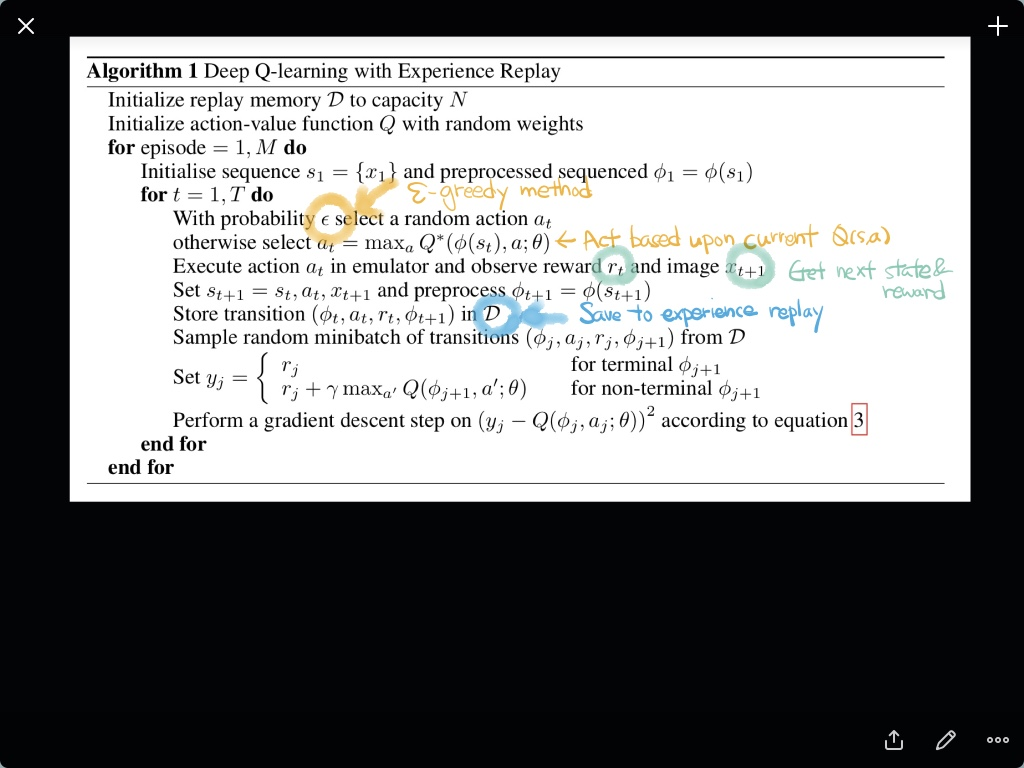 Algorithm 1 Deep Q-learning with Experience Replay
Initialize replay memory 𝒟 to capacity N
Initialize action-value function Q with random weights
for episode = 1, M do
Initialise sequence s₁ = {x₁} and preprocessed sequenced ϕ₁ = ϕ(s₁)
for t = 1, T do
Σ-greedy method
With probability ϵ select a random action aₜ
otherwise select aₜ = maxₐ Q*(ϕ(sₜ), a; θ) ← Act based upon current Q(s,a)
Execute action aₜ in emulator and observe reward rₜ and image xₜ₊₁ Get next state & reward
Set sₜ₊₁ = sₜ, aₜ, xₜ₊₁ and preprocess ϕₜ₊₁ = ϕ(sₜ₊₁)
Store transition (ϕₜ, aₜ, rₜ, ϕₜ₊₁) in 𝒟 Save to experience replay
Sample random minibatch of transitions (ϕⱼ, aⱼ, rⱼ, ϕⱼ₊₁) from 𝒟
Set yⱼ = { rⱼ for terminal ϕⱼ₊₁
rⱼ + γ maxₐ′ Q(ϕⱼ₊₁, a′; θ) for non-terminal ϕⱼ₊₁
Perform a gradient descent step on (yⱼ − Q(ϕⱼ, aⱼ; θ))² according to equation 3
end for
end for